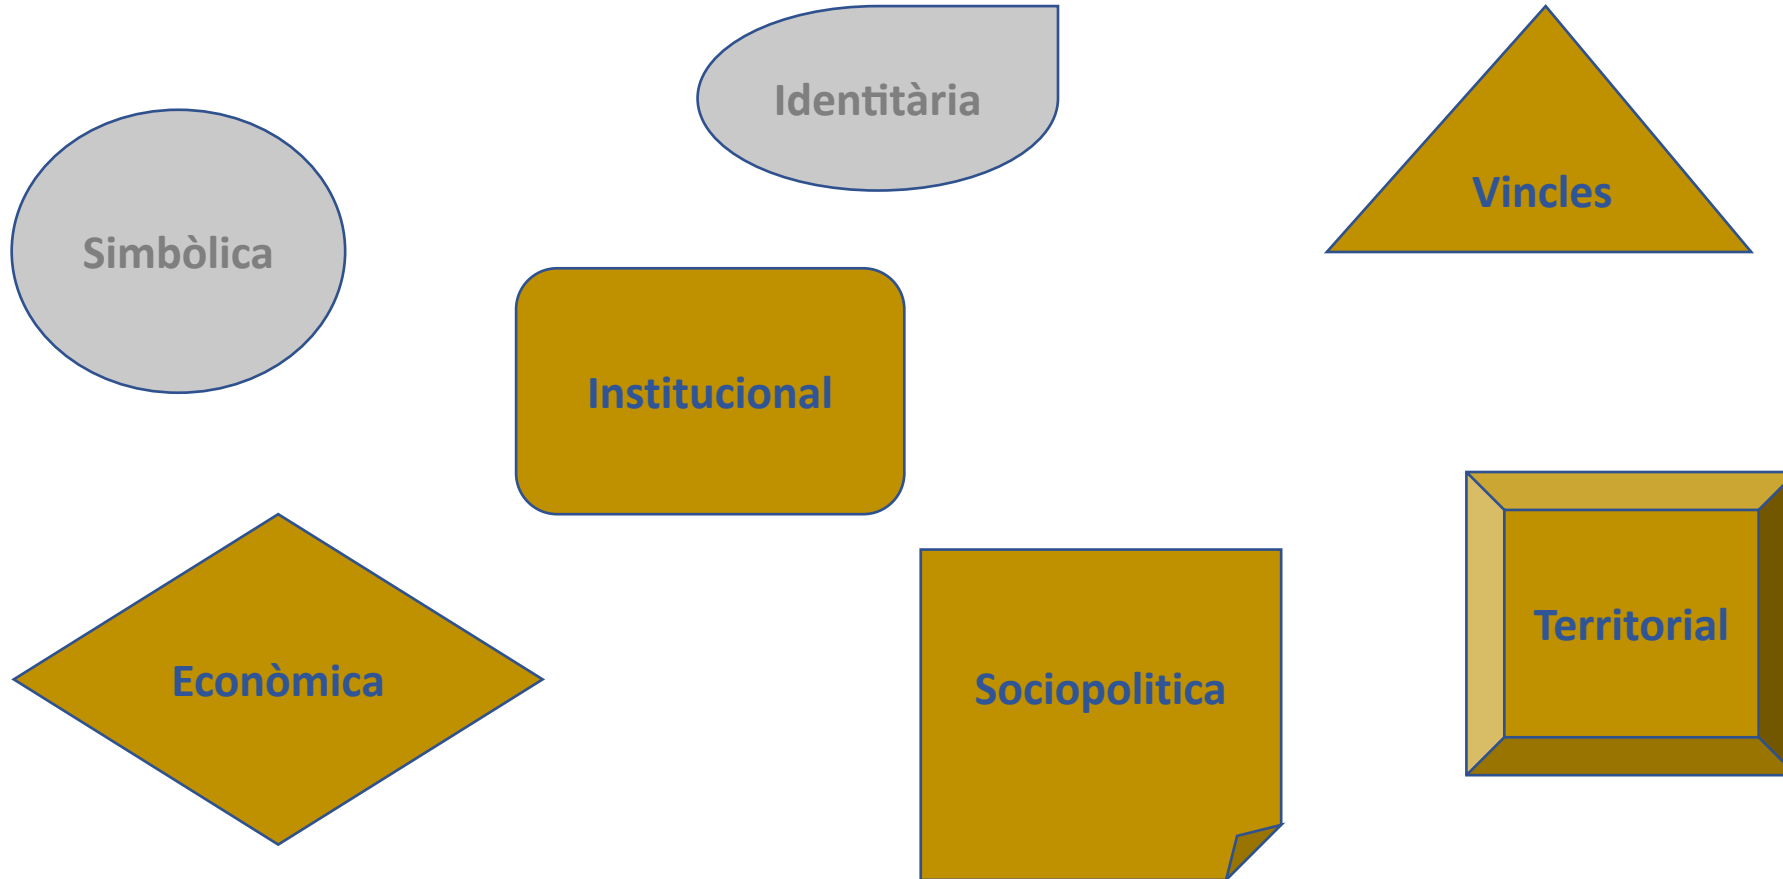 Identitària
Vincles
Simbòlica
Institucional
Territorial
Econòmica
Sociopolitica